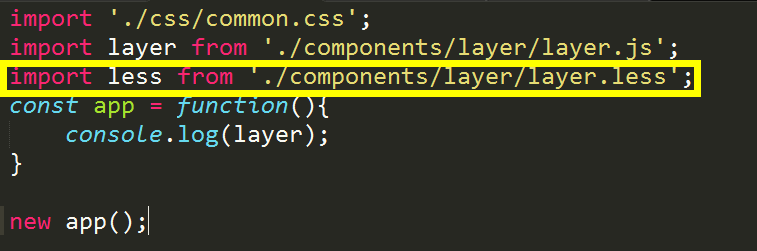 import './css/common.css';
import layer from './components/layer/layer.js';
import less from './components/layer/layer.less';
const app = function(){
    console.log(layer);
}
new app();